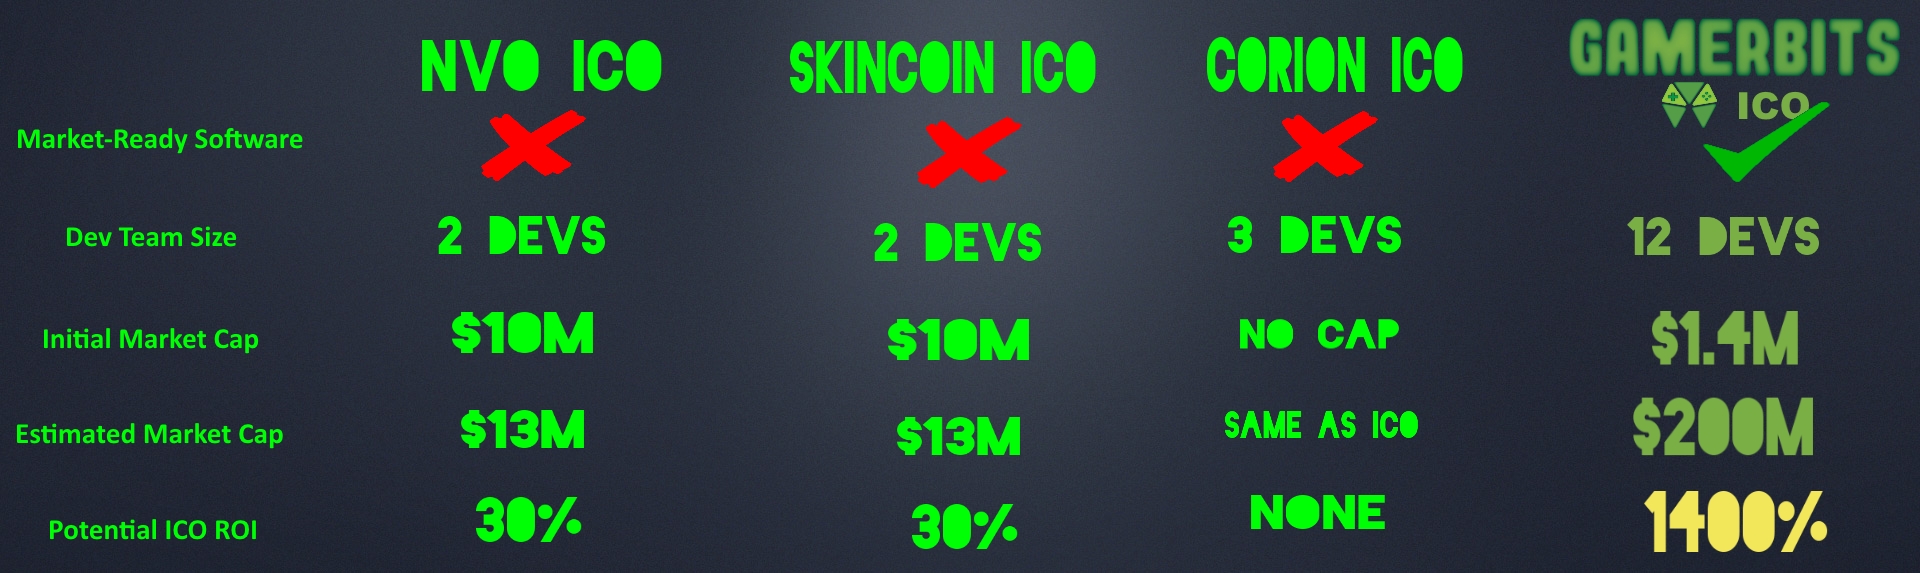 NVO ICO SKINCOIN ICO CORION ICO GAMERBITS
ICO
Market-Ready Software
Dev Team Size 2 DEVS 2 DEVS 3 DEVS 12 DEVS
Initial Market Cap $10M $10M NO CAP $1.4M
Estimated Market Cap $13M $13M SAME AS ICO $200M
Potential ICO ROI 30% 30% NONE 1400%